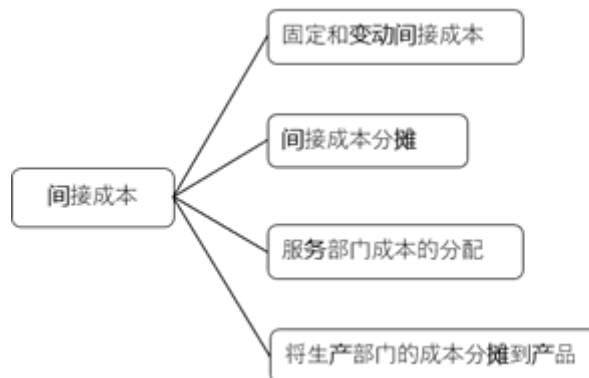 固定和变动间接成本
间接成本分摊
间接成本
服务部门成本的分配
将生产部门的成本分摊到产品